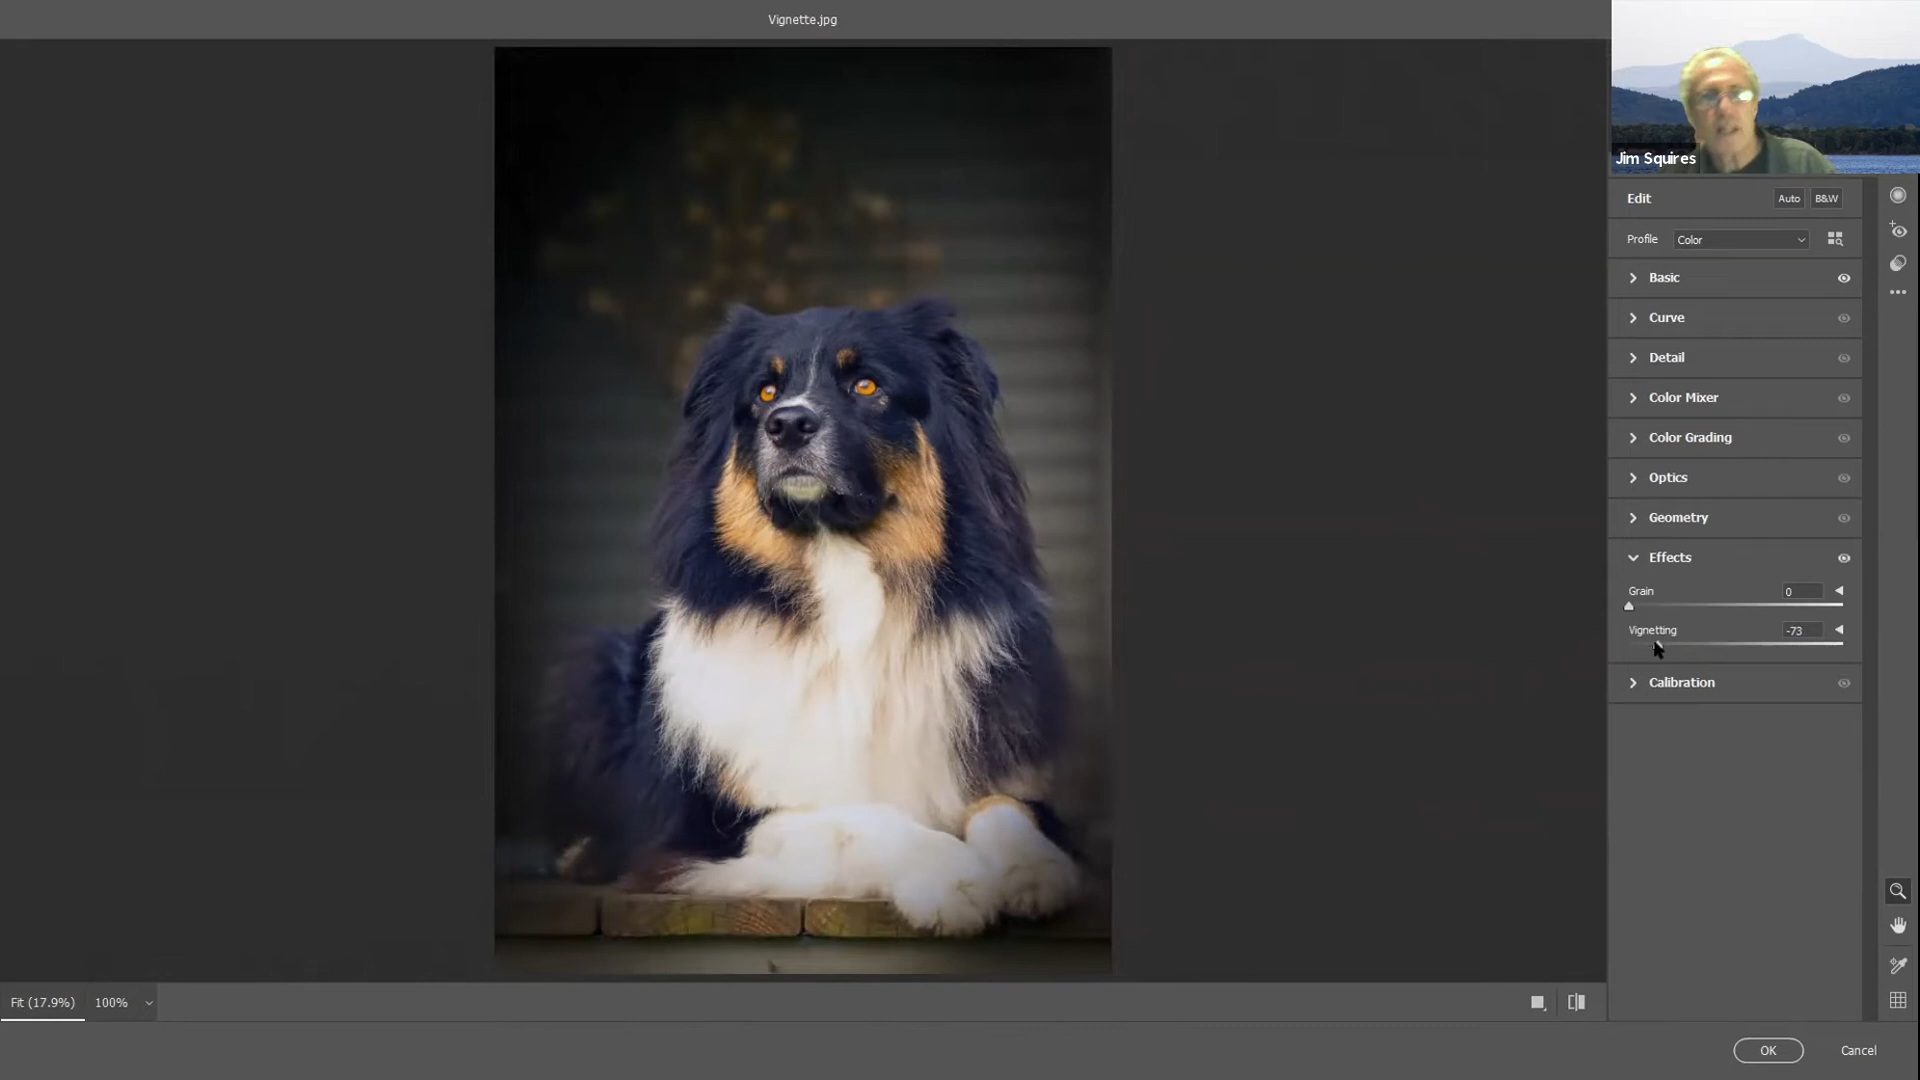 Vignette.jpg
Jim Squires
Edit
Auto
B&W
Profile
Color
Basic
Curve
Detail
Color Mixer
Color Grading
Optics
Geometry
Effects
Grain
0
Vignetting
-73
Calibration
Fit (17.9%)
100%
OK
Cancel